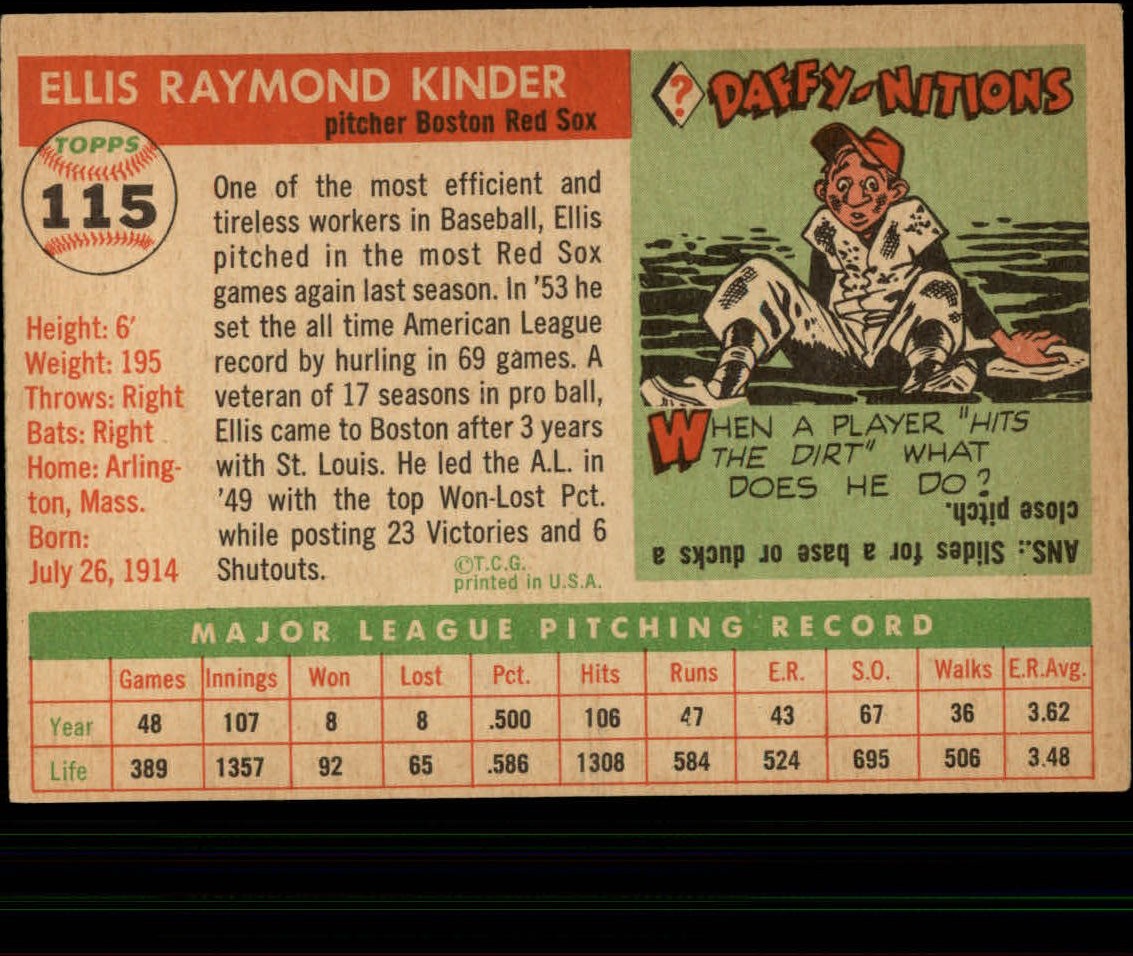 ELLIS RAYMOND KINDER
pitcher Boston Red Sox
TOPPS
115
Height: 6'
Weight: 195
Throws: Right
Bats: Right
Home: Arling-
ton, Mass.
Born:
July 26, 1914
One of the most efficient and
tireless workers in Baseball, Ellis
pitched in the most Red Sox
games again last season. In '53 he
set the all time American League
record by hurling in 69 games. A
veteran of 17 seasons in pro ball,
Ellis came to Boston after 3 years
with St. Louis. He led the A.L. in
'49 with the top Won-Lost Pct.
while posting 23 Victories and 6
Shutouts.
©T.C.G.
printed in U.S.A.
? DAFFY-NITIONS
WHEN A PLAYER "HITS
THE DIRT" WHAT
DOES HE DO?
ANS.: Slides for a base or ducks a
close pitch.
MAJOR LEAGUE PITCHING RECORD
Games Innings Won Lost Pct. Hits Runs E.R. S.O. Walks E.R.Avg.
Year 48 107 8 8 .500 106 47 43 67 36 3.62
Life 389 1357 92 65 .586 1308 584 524 695 506 3.48